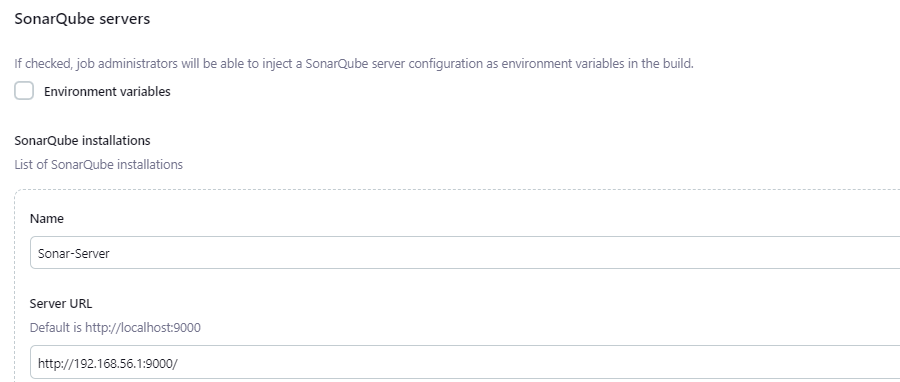 SonarQube servers
If checked, job administrators will be able to inject a SonarQube server configuration as environment variables in the build.
Environment variables
SonarQube installations
List of SonarQube installations
Name
Sonar-Server
Server URL
Default is http://localhost:9000
http://192.168.56.1:9000/